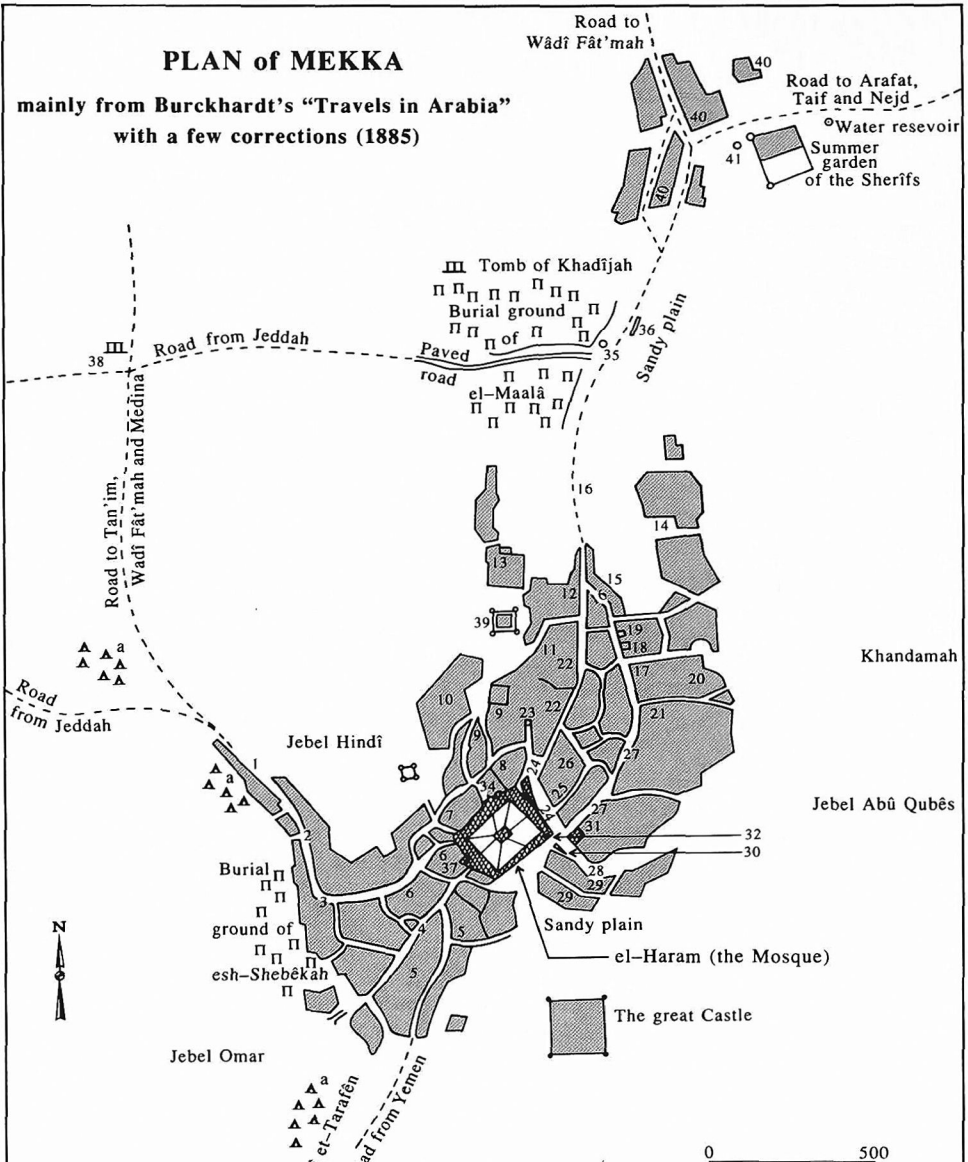 PLAN of MEKKA
mainly from Burckhardt's “Travels in Arabia”
with a few corrections (1885)
Road to
Wâdî Fât'mah
40
Road to Arafat,
Taif and Nejd
40
Water resevoir
41
Summer
garden
of the Sherîfs
40
Tomb of Khadîjah
Burial ground
of
36
Sandy plain
35
38
Road from Jeddah
Paved
road
el–Maalâ
Road to Tan'im,
Wadî Fât'mah and Medina
16
14
13
15
12
16
39
19
11
18
22
17
Khandamah
a
20
10
9
22
21
Road
from Jeddah
23
9
Jebel Hindî
27
1
8
24
26
a
34
25
24
27
Jebel Abû Qubês
7
31
2
32
6
30
37
28
Burial
29
3
6
29
ground of
4
Sandy plain
5
N
el–Haram (the Mosque)
esh–Shebêkah
5
The great Castle
Jebel Omar
a
et–Tarafên
ad from Yemen
0
500